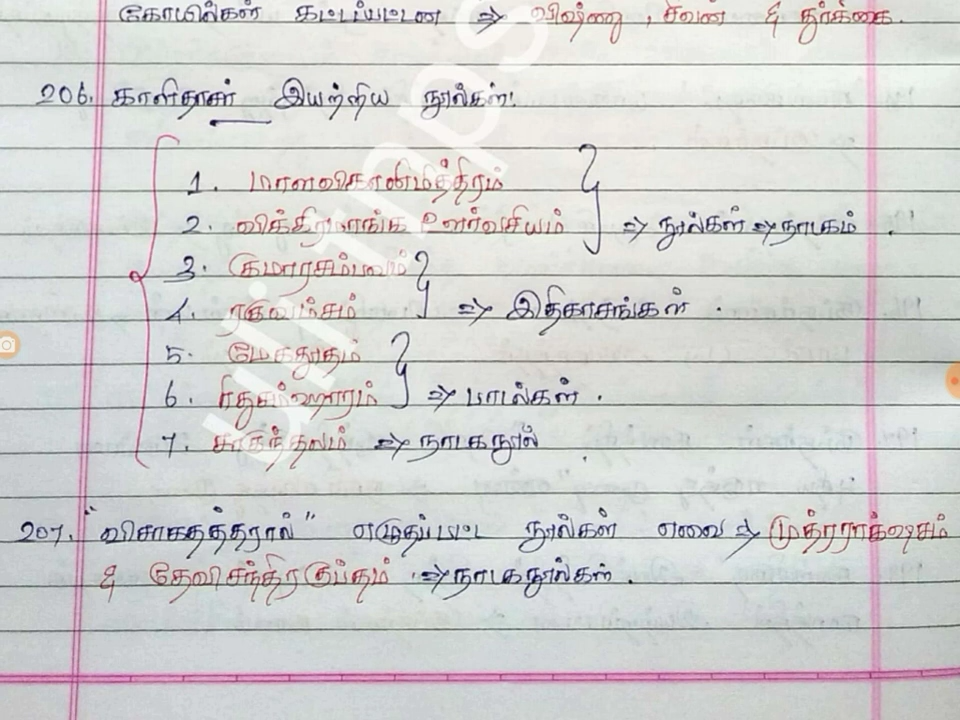 கோயில்கள் கட்டப்பட்டன => விஷ்ணு , சிவன் & துர்க்கை.
206. காளிதாசர் இயற்றிய நூல்கள்!
1. மாளவிகாக்னிமித்திரம்
2. விக்கிரமாங்க ஊர்வசியம் => நூல்கள் => நாடகம் .
3. குமாரசம்பவம்
4. ரகுவம்சம் => இதிகாசங்கள் .
5. மேகதூதம்
6. ரிதுசம்ஹாரம் => பாடல்கள் .
7. சாகுந்தலம் => நாடகநூல் .
207. "விசாகதத்தரால்" எழுதப்பட்ட நூல்கள் எவை => முத்ரராக்ஷசம்
& தேவிசந்திரகுப்தம் => நாடகநூல்கள் .